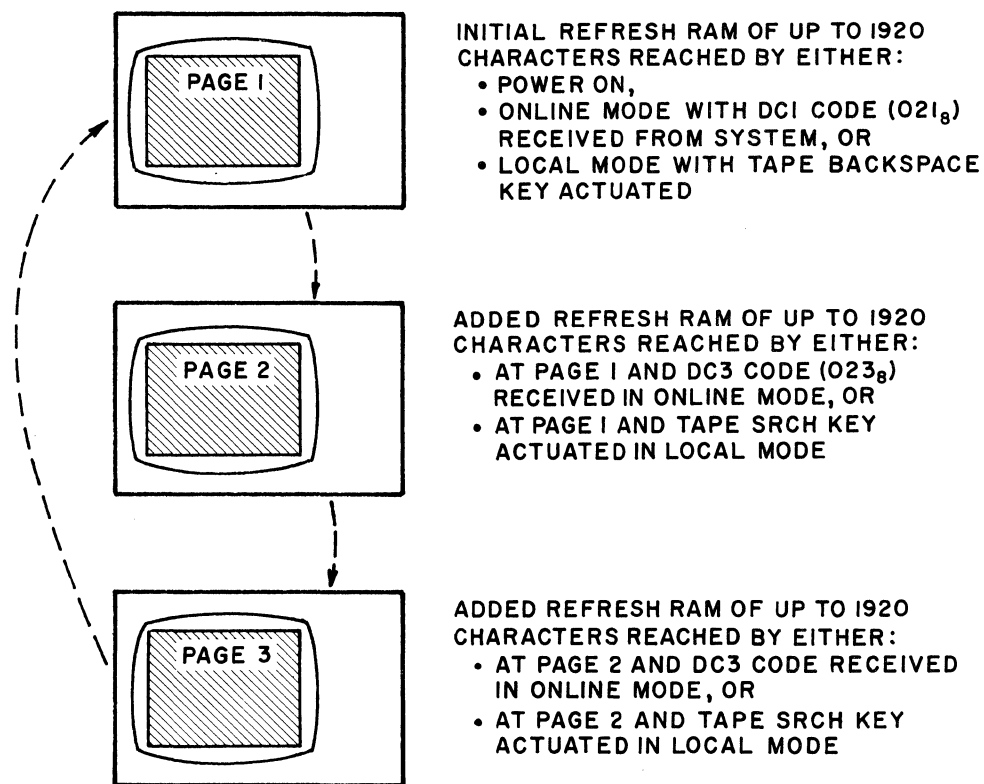 PAGE 1
INITIAL REFRESH RAM OF UP TO 1920
CHARACTERS REACHED BY EITHER:
• POWER ON,
• ONLINE MODE WITH DC1 CODE (021₈)
RECEIVED FROM SYSTEM, OR
• LOCAL MODE WITH TAPE BACKSPACE
KEY ACTUATED
PAGE 2
ADDED REFRESH RAM OF UP TO 1920
CHARACTERS REACHED BY EITHER:
• AT PAGE 1 AND DC3 CODE (023₈)
RECEIVED IN ONLINE MODE, OR
• AT PAGE 1 AND TAPE SRCH KEY
ACTUATED IN LOCAL MODE
PAGE 3
ADDED REFRESH RAM OF UP TO 1920
CHARACTERS REACHED BY EITHER:
• AT PAGE 2 AND DC3 CODE RECEIVED
IN ONLINE MODE, OR
• AT PAGE 2 AND TAPE SRCH KEY
ACTUATED IN LOCAL MODE